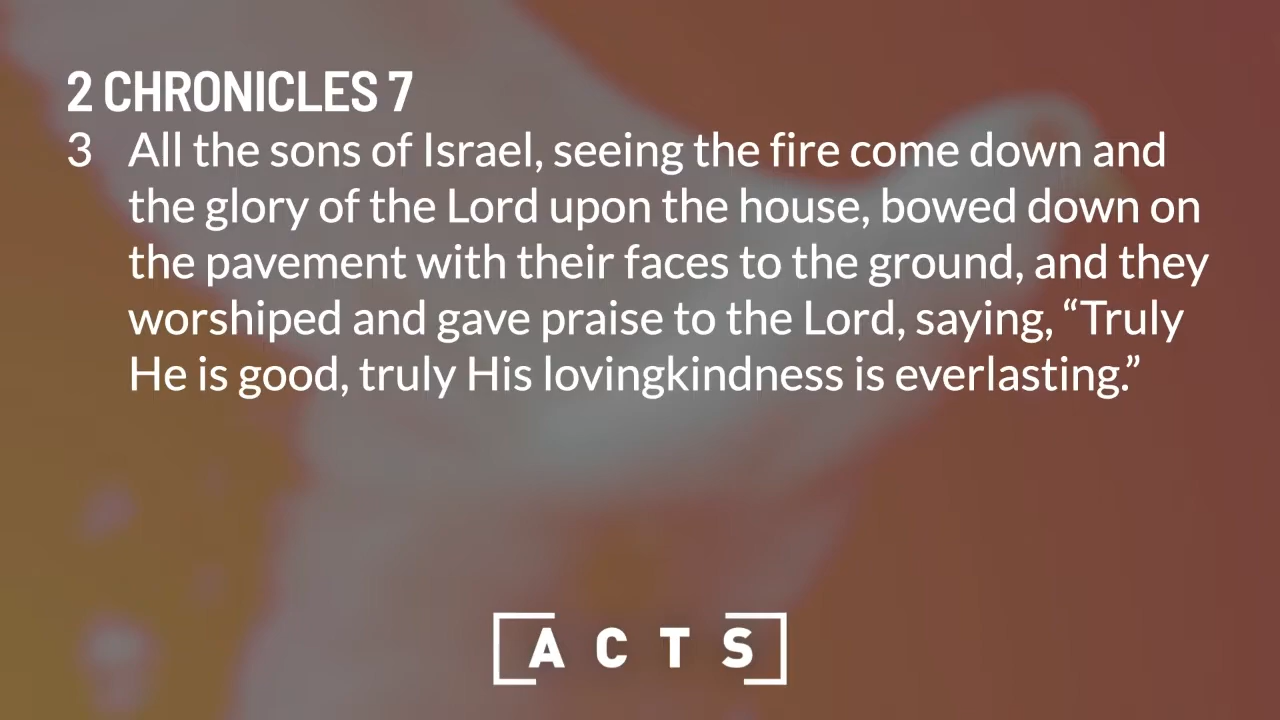 2 CHRONICLES 7
3 All the sons of Israel, seeing the fire come down and
the glory of the Lord upon the house, bowed down on
the pavement with their faces to the ground, and they
worshiped and gave praise to the Lord, saying, “Truly
He is good, truly His lovingkindness is everlasting.”
ACTS